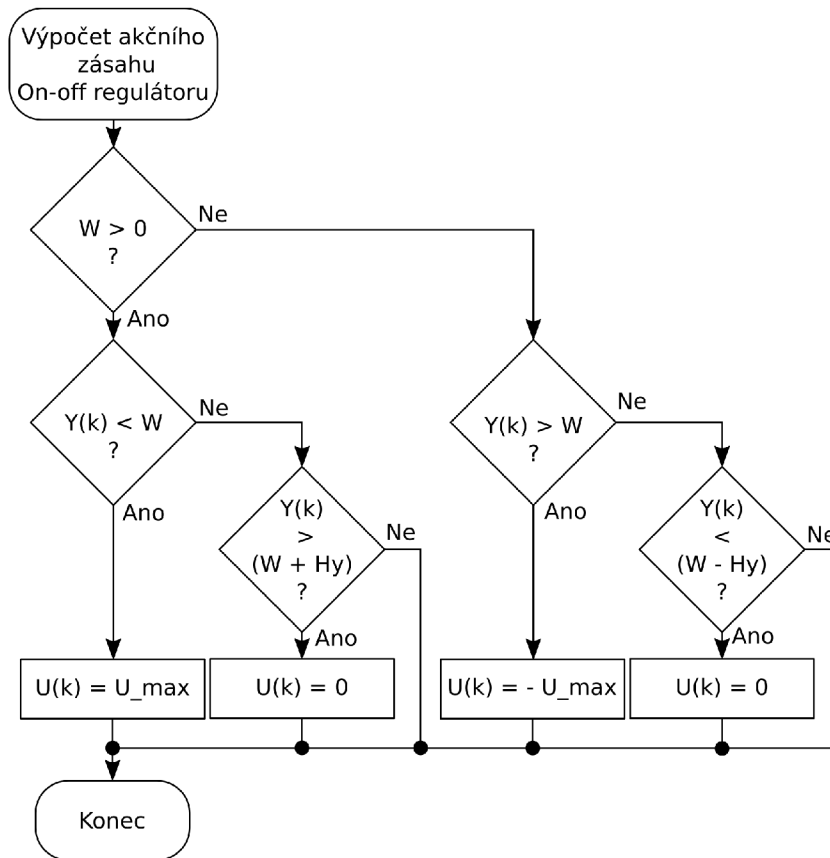 Výpočet akčního
zásahu
On-off regulátoru
W > 0
?
Ne
Ano
Y(k) < W
?
Ne
Ano
Y(k)
>
(W + Hy)
?
Ne
Ano
Y(k) > W
?
Ne
Ano
Y(k)
<
(W - Hy)
?
Ne
Ano
U(k) = U_max
U(k) = 0
U(k) = - U_max
U(k) = 0
Konec